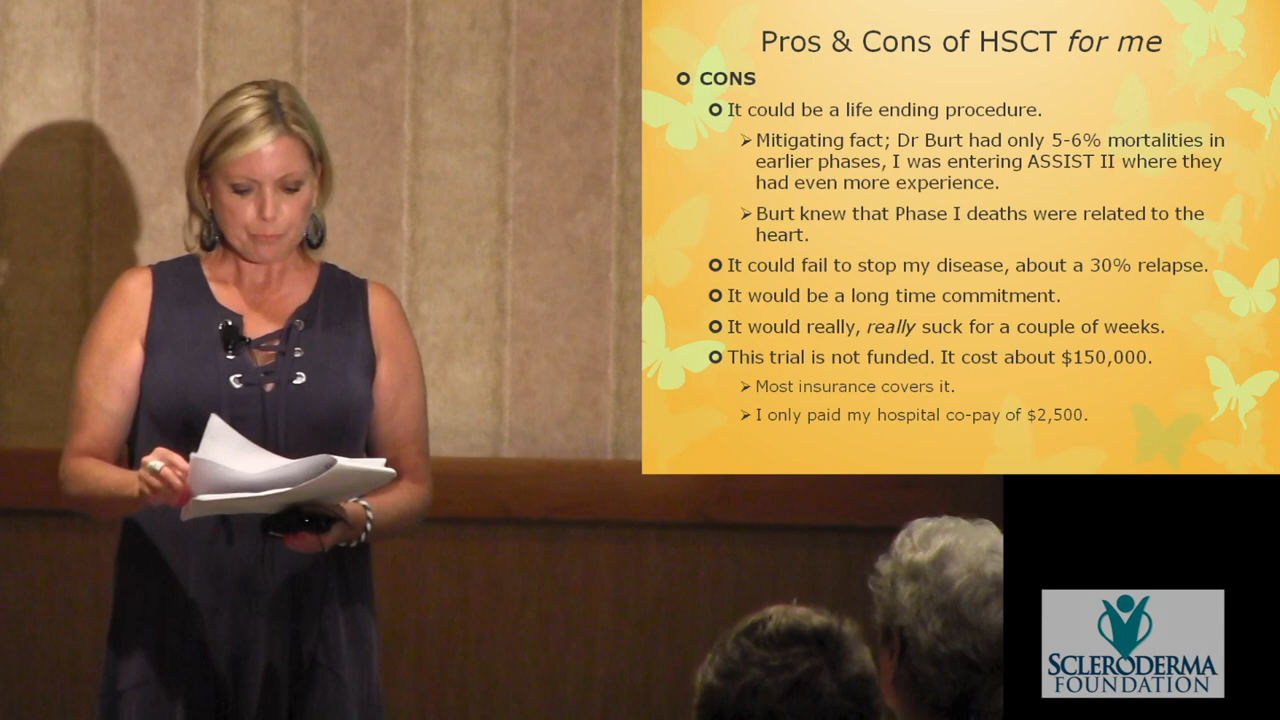 Pros & Cons of HSCT for me
CONS
It could be a life ending procedure.
Mitigating fact; Dr Burt had only 5-6% mortalities in
earlier phases, I was entering ASSIST II where they
had even more experience.
Burt knew that Phase I deaths were related to the
heart.
It could fail to stop my disease, about a 30% relapse.
It would be a long time commitment.
It would really, really suck for a couple of weeks.
This trial is not funded. It cost about $150,000.
Most insurance covers it.
I only paid my hospital co-pay of $2,500.
SCLERODERMA
FOUNDATION